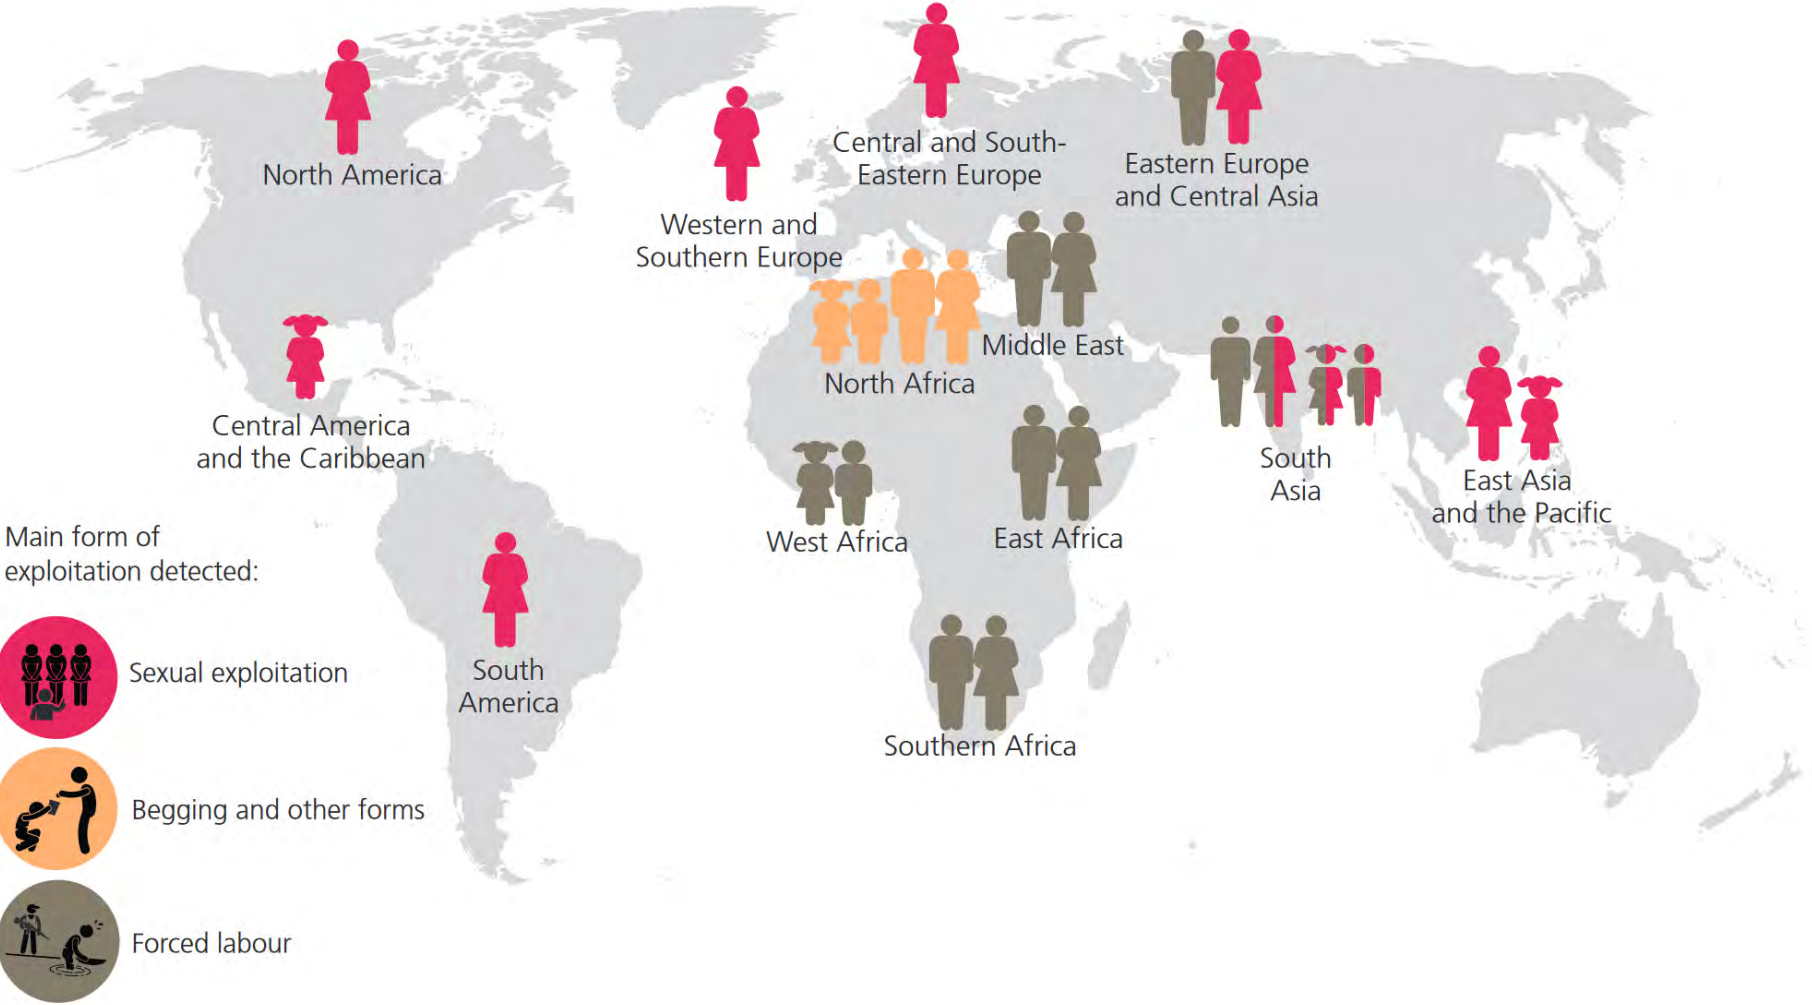 North America
Western and
Southern Europe
Central and South-
Eastern Europe
Eastern Europe
and Central Asia
Middle East
North Africa
Central America
and the Caribbean
South
Asia
East Asia
and the Pacific
West Africa
East Africa
South
America
Southern Africa
Main form of
exploitation detected:
Sexual exploitation
Begging and other forms
Forced labour